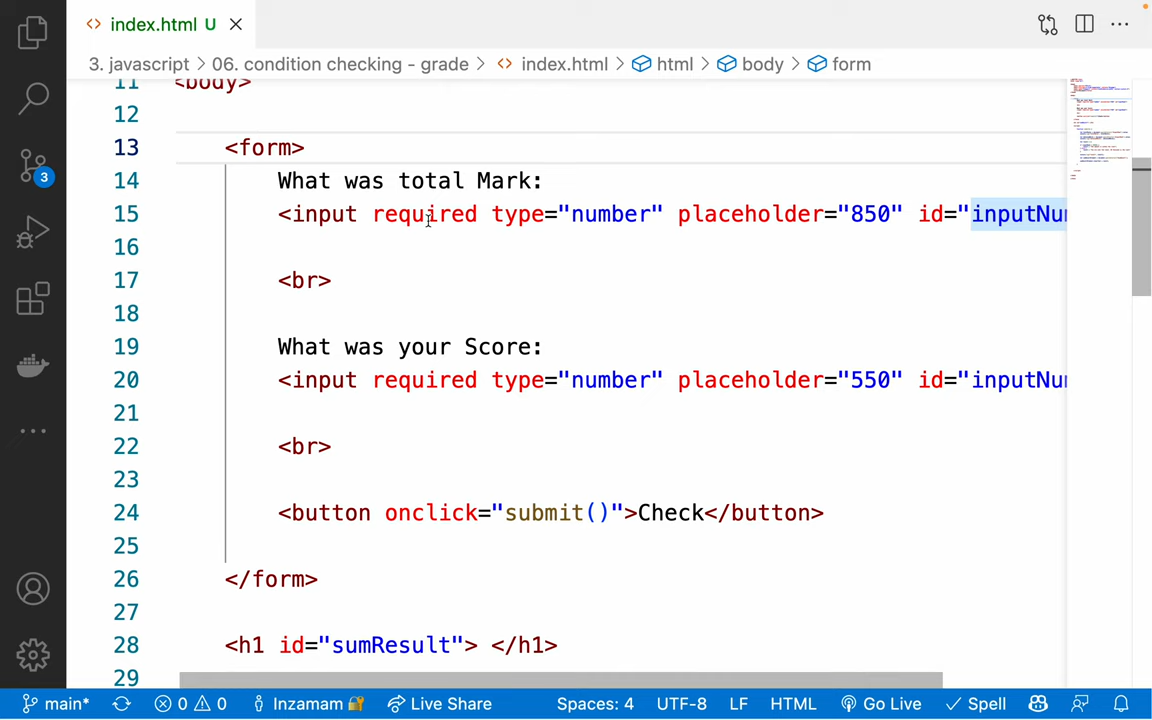 index.html U
3. javascript > 06. condition checking - grade > index.html > html > body > form
11 <body>
12
13 <form>
14 What was total Mark:
15 <input required type="number" placeholder="850" id="inputNum
16
17 <br>
18
19 What was your Score:
20 <input required type="number" placeholder="550" id="inputNum
21
22 <br>
23
24 <button onclick="submit()">Check</button>
25
26 </form>
27
28 <h1 id="sumResult"> </h1>
29
3
main* 0 0 Inzamam Live Share Spaces: 4 UTF-8 LF HTML Go Live Spell